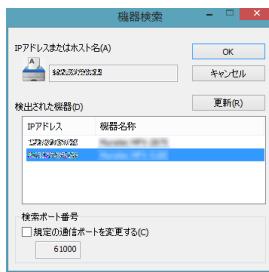 機器検索
IPアドレスまたはホスト名(A)
OK
キャンセル
検出された機器(D)
更新(R)
IPアドレス 機器名称
検索ポート番号
規定の通信ポートを変更する(C)
61000